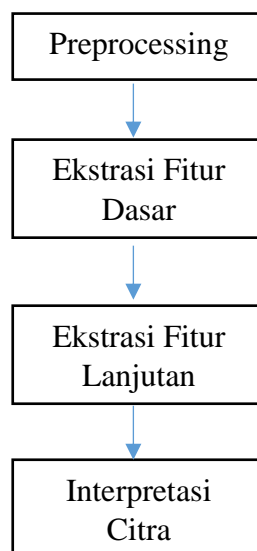 Preprocessing
Ekstrasi Fitur
Dasar
Ekstrasi Fitur
Lanjutan
Interpretasi
Citra